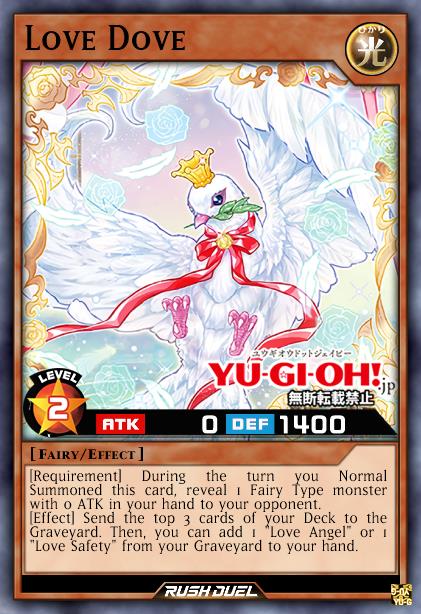 LOVE DOVE
ひかり
光
ユウギオウドットジェイピー
YU-GI-OH!.jp
無断転載禁止
LEVEL
2
ATK 0 DEF 1400
[ FAIRY/EFFECT ]
[Requirement] During the turn you Normal
Summoned this card, reveal 1 Fairy Type monster
with 0 ATK in your hand to your opponent.
[Effect] Send the top 3 cards of your Deck to the
Graveyard. Then, you can add 1 "Love Angel" or 1
"Love Safety" from your Graveyard to your hand.
RUSH DUEL